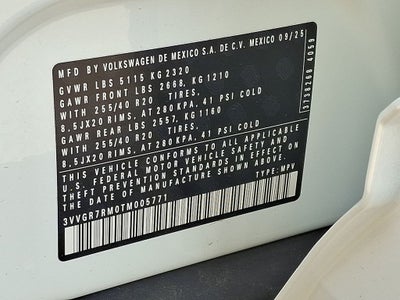 MFD BY VOLKSWAGEN DE MEXICO S.A. DE C.V. MEXICO 09/25
GVWR LBS 5115 KG 2320
GAWR FRONT LBS 2668, KG 1210
WITH 255/40 R20 TIRES.
8.5JX20 RIMS, AT 280KPA, 41 PSI COLD
GAWR REAR LBS 2557, KG 1160
WITH 255/40 R20 TIRES.
8.5JX20 RIMS, AT 280KPA, 41 PSI COLD
THIS VEHICLE CONFORMS TO ALL APPLICABLE
U.S. FEDERAL MOTOR VEHICLE SAFETY AND
THEFT PREVENTION STANDARDS IN EFFECT ON
THE DATE OF MANUFACTURE SHOWN ABOVE.
3VVGR7RM0TM005771 TYPE: MPV
3738168 4059